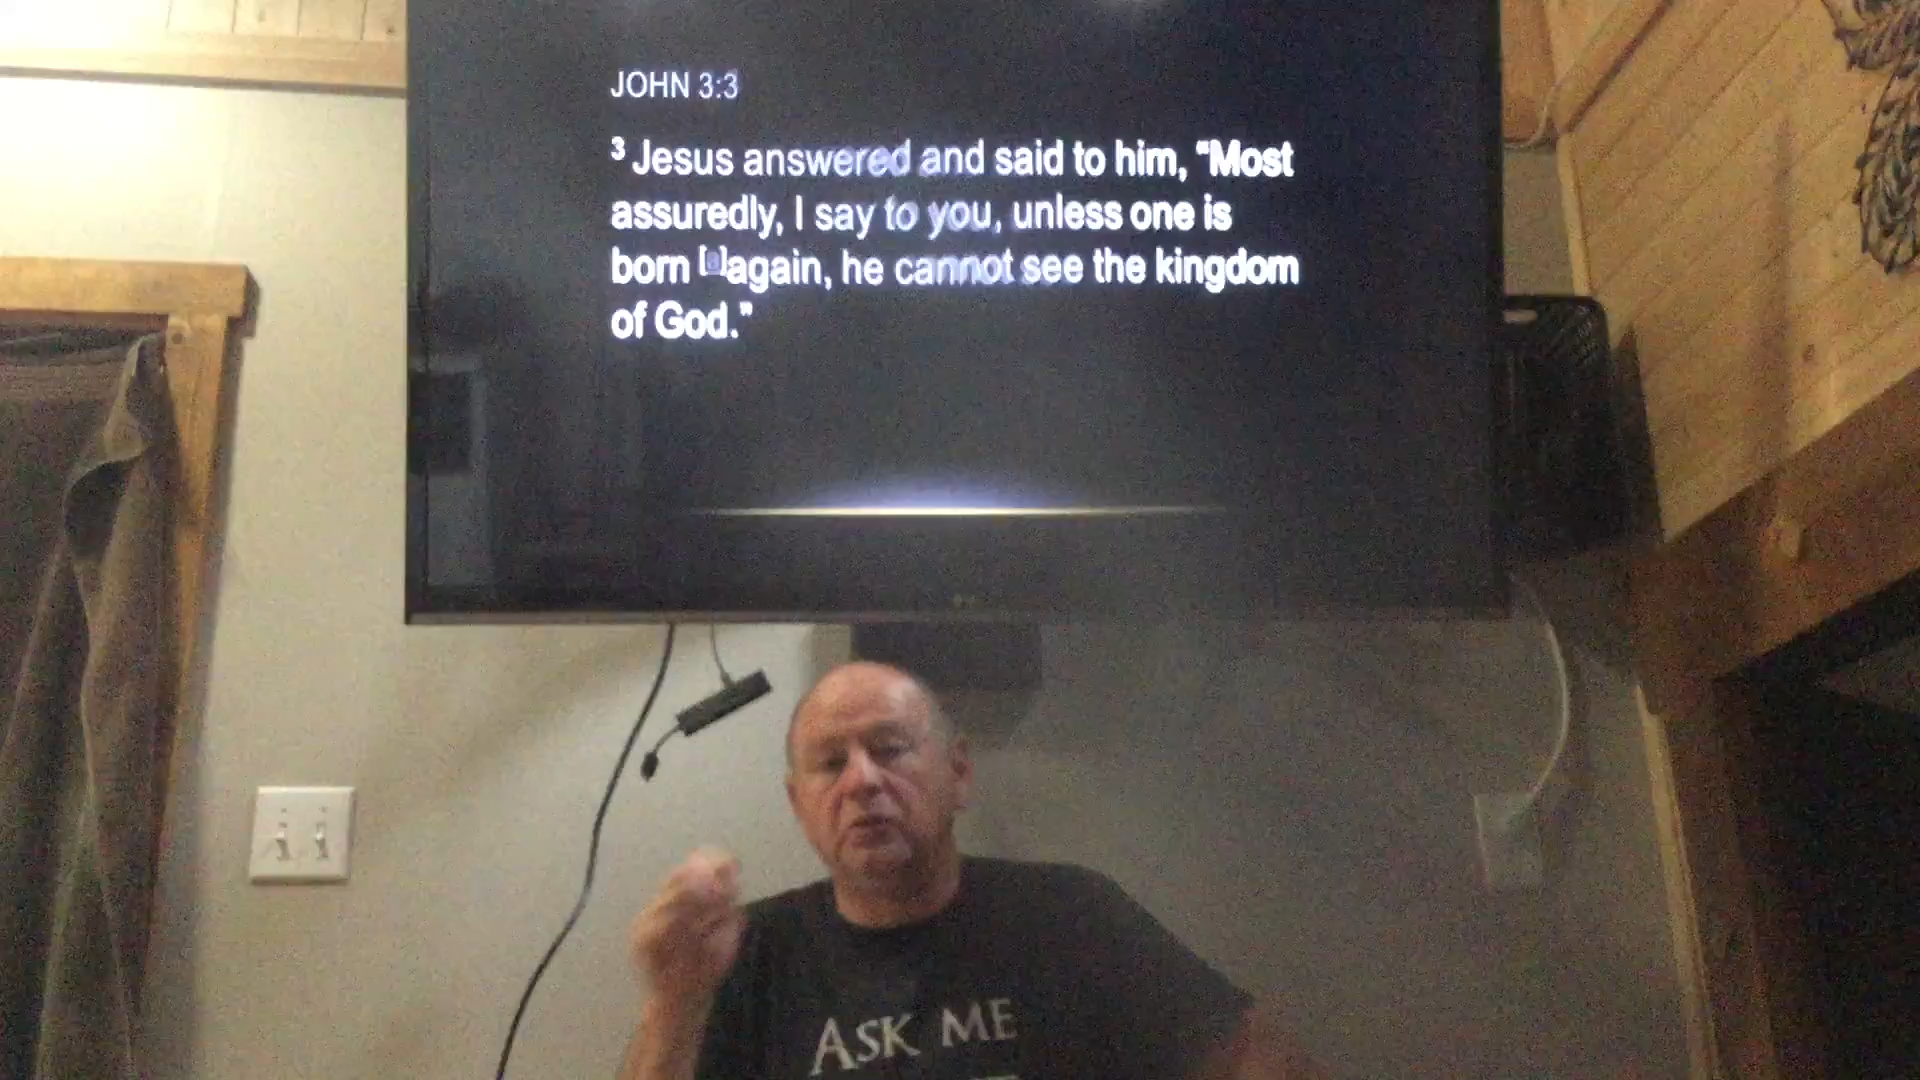 JOHN 3:3
3 Jesus answered and said to him, “Most
assuredly, I say to you, unless one is
born [a]again, he cannot see the kingdom
of God.”
ASK ME